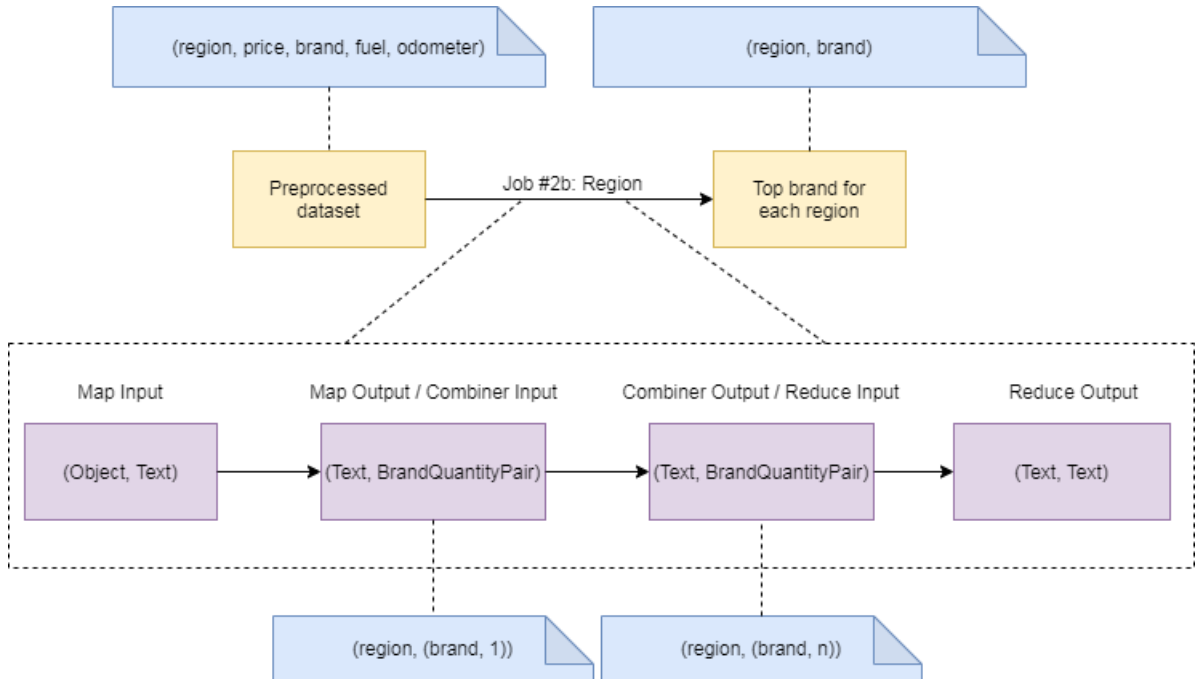 (region, price, brand, fuel, odometer)
(region, brand)
Preprocessed
dataset
Job #2b: Region
Top brand for
each region
Map Input
Map Output / Combiner Input
Combiner Output / Reduce Input
Reduce Output
(Object, Text)
(Text, BrandQuantityPair)
(Text, BrandQuantityPair)
(Text, Text)
(region, (brand, 1))
(region, (brand, n))